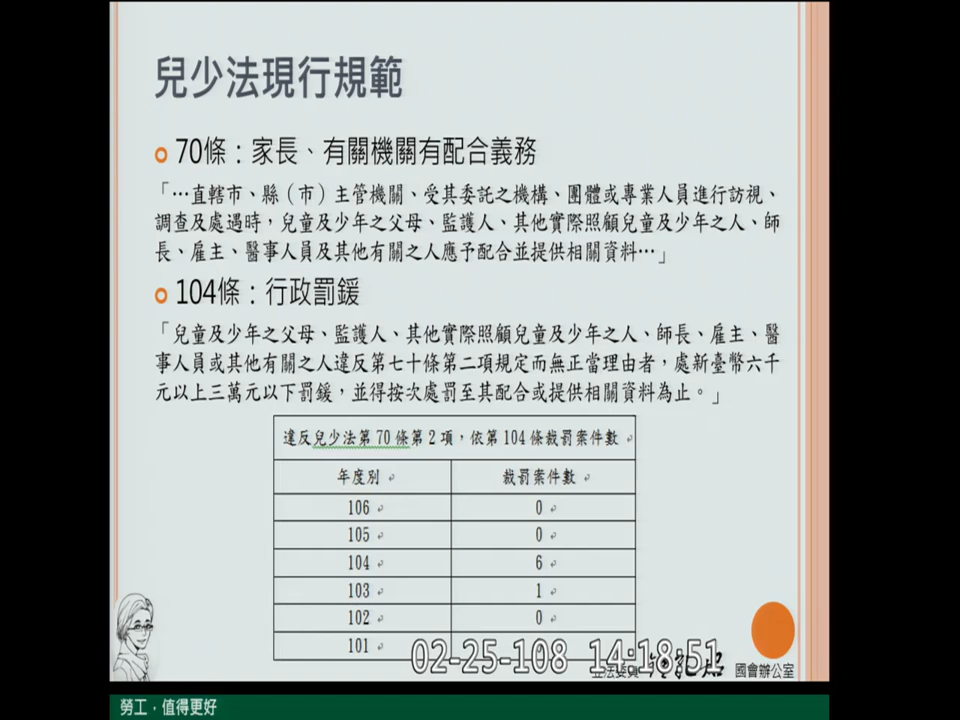 兒少法現行規範
70條：家長、有關機關有配合義務
「…直轄市、縣（市）主管機關、受其委託之機構、團體或專業人員進行訪視、
調查及處遇時，兒童及少年之父母、監護人、其他實際照顧兒童及少年之人、師
長、雇主、醫事人員及其他有關之人應予配合並提供相關資料…」
104條：行政罰鍰
「兒童及少年之父母、監護人、其他實際照顧兒童及少年之人、師長、雇主、醫
事人員或其他有關之人違反第七十條第二項規定而無正當理由者，處新臺幣六千
元以上三萬元以下罰鍰，並得按次處罰至其配合或提供相關資料為止。」
違反兒少法第 70 條第 2 項，依第 104 條裁罰案件數
年度別 裁罰案件數
106 0
105 0
104 6
103 1
102 0
101
02-25-108 14:18:51
立法委員 國會辦公室
勞工，值得更好